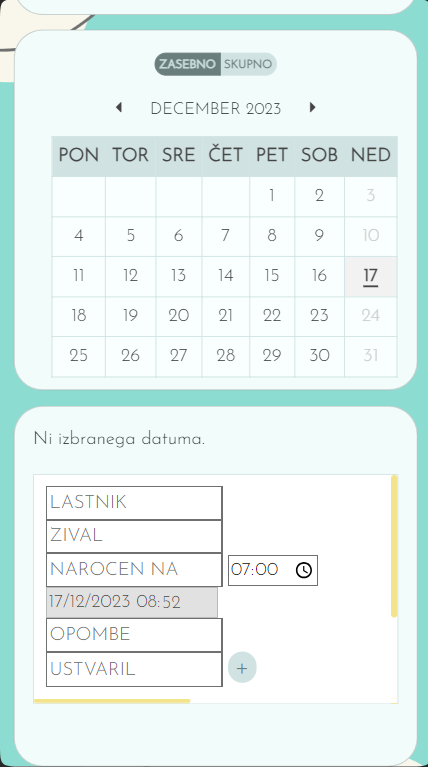 ZASEBNO SKUPNO
DECEMBER 2023
PON TOR SRE ČET PET SOB NED
1 2 3
4 5 6 7 8 9 10
11 12 13 14 15 16 17
18 19 20 21 22 23 24
25 26 27 28 29 30 31
Ni izbranega datuma.
LASTNIK
ZIVAL
NAROCEN NA 07:00
17/12/2023 08:52
OPOMBE
USTVARIL +